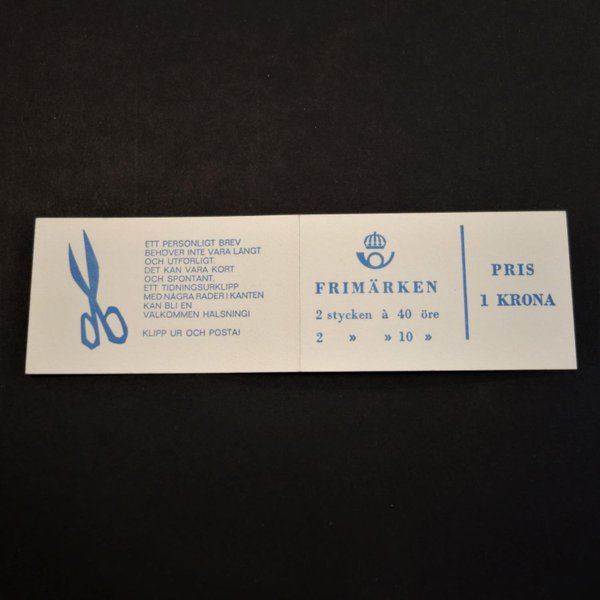 ETT PERSONLIGT BREV
BEHÖVER INTE VARA LÅNGT
OCH UTFÖRLIGT.
DET KAN VARA KORT
OCH SPONTANT.
ETT TIDNINGSURKLIPP
MED NÅGRA RADER I KANTEN
KAN BLI EN
VÄLKOMMEN HÄLSNING!
KLIPP UR OCH POSTA!
FRIMÄRKEN
2 stycken à 40 öre
2 » » 10 »
PRIS
1 KRONA